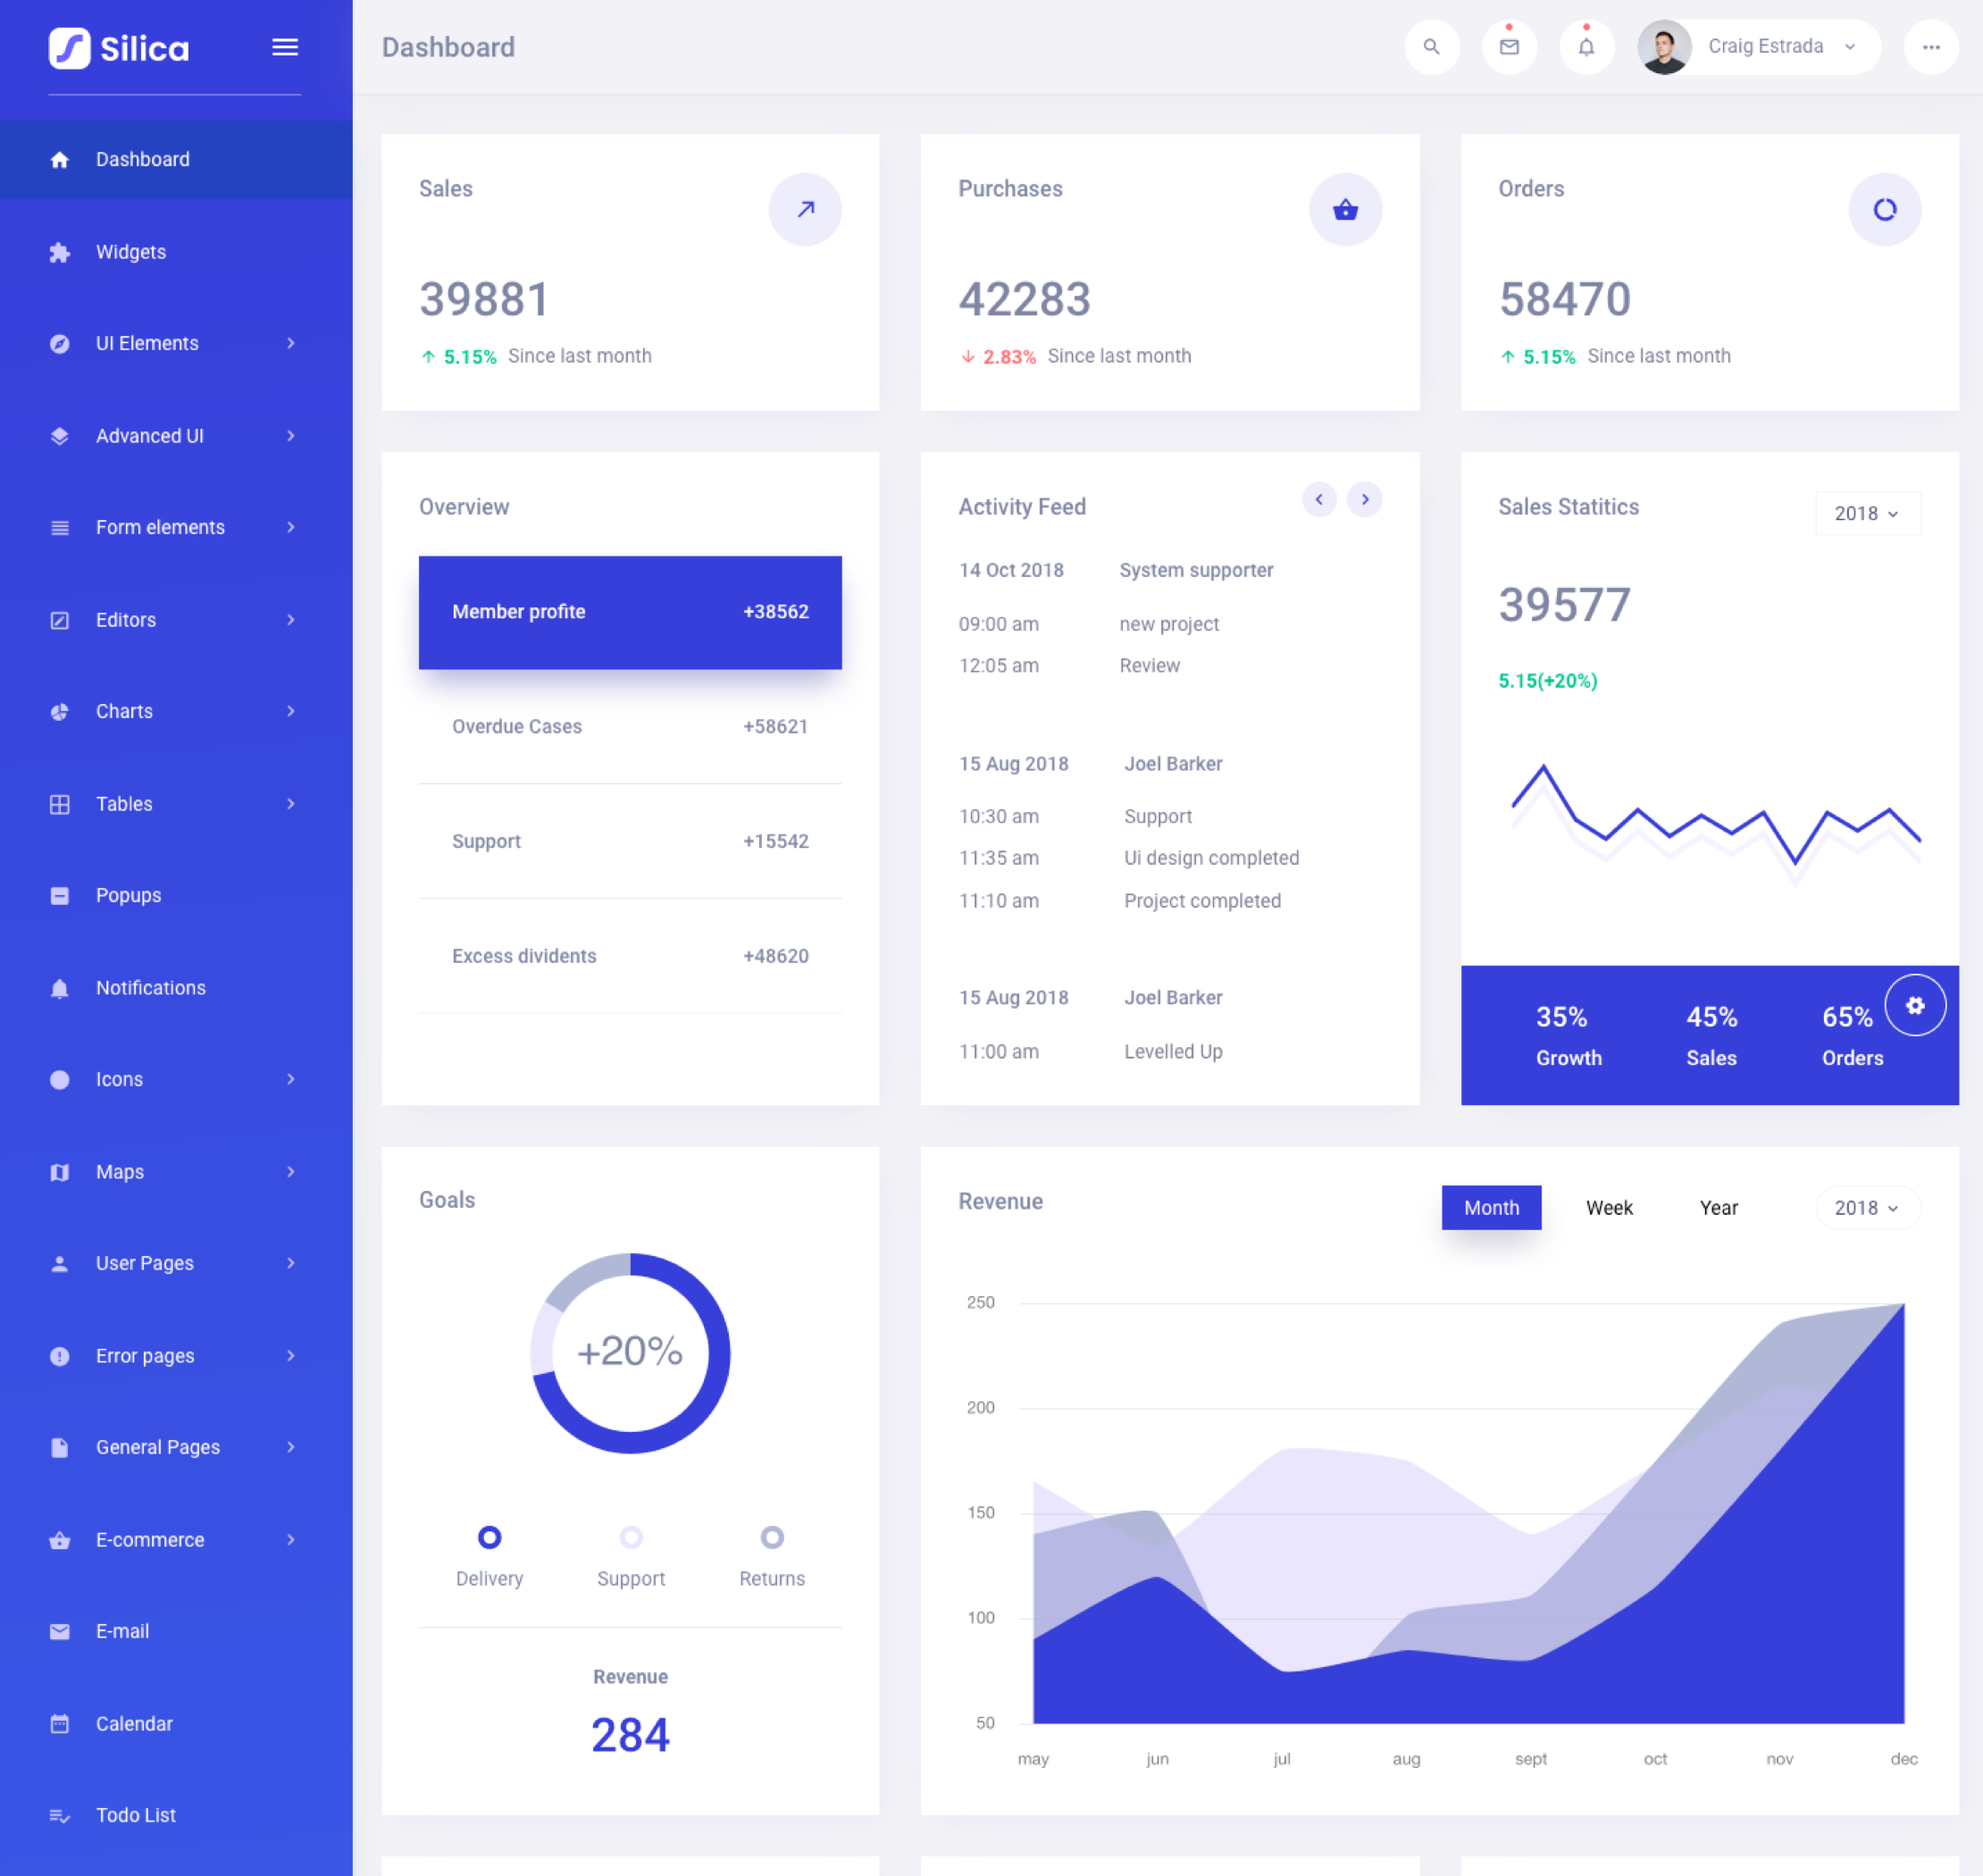 Silica
Dashboard
Widgets
UI Elements
Advanced UI
Form elements
Editors
Charts
Tables
Popups
Notifications
Icons
Maps
User Pages
Error pages
General Pages
E-commerce
E-mail
Calendar
Todo List
Dashboard
Craig Estrada
Sales
39881
5.15% Since last month
Purchases
42283
2.83% Since last month
Orders
58470
5.15% Since last month
Overview
Member profite +38562
Overdue Cases +58621
Support +15542
Excess dividents +48620
Activity Feed
14 Oct 2018 System supporter
09:00 am new project
12:05 am Review
15 Aug 2018 Joel Barker
10:30 am Support
11:35 am Ui design completed
11:10 am Project completed
15 Aug 2018 Joel Barker
11:00 am Levelled Up
Sales Statitics
2018
39577
5.15(+20%)
35% 45% 65%
Growth Sales Orders
Goals
+20%
Delivery Support Returns
Revenue
284
Revenue
Month Week Year 2018
250
200
150
100
50
may jun jul aug sept oct nov dec